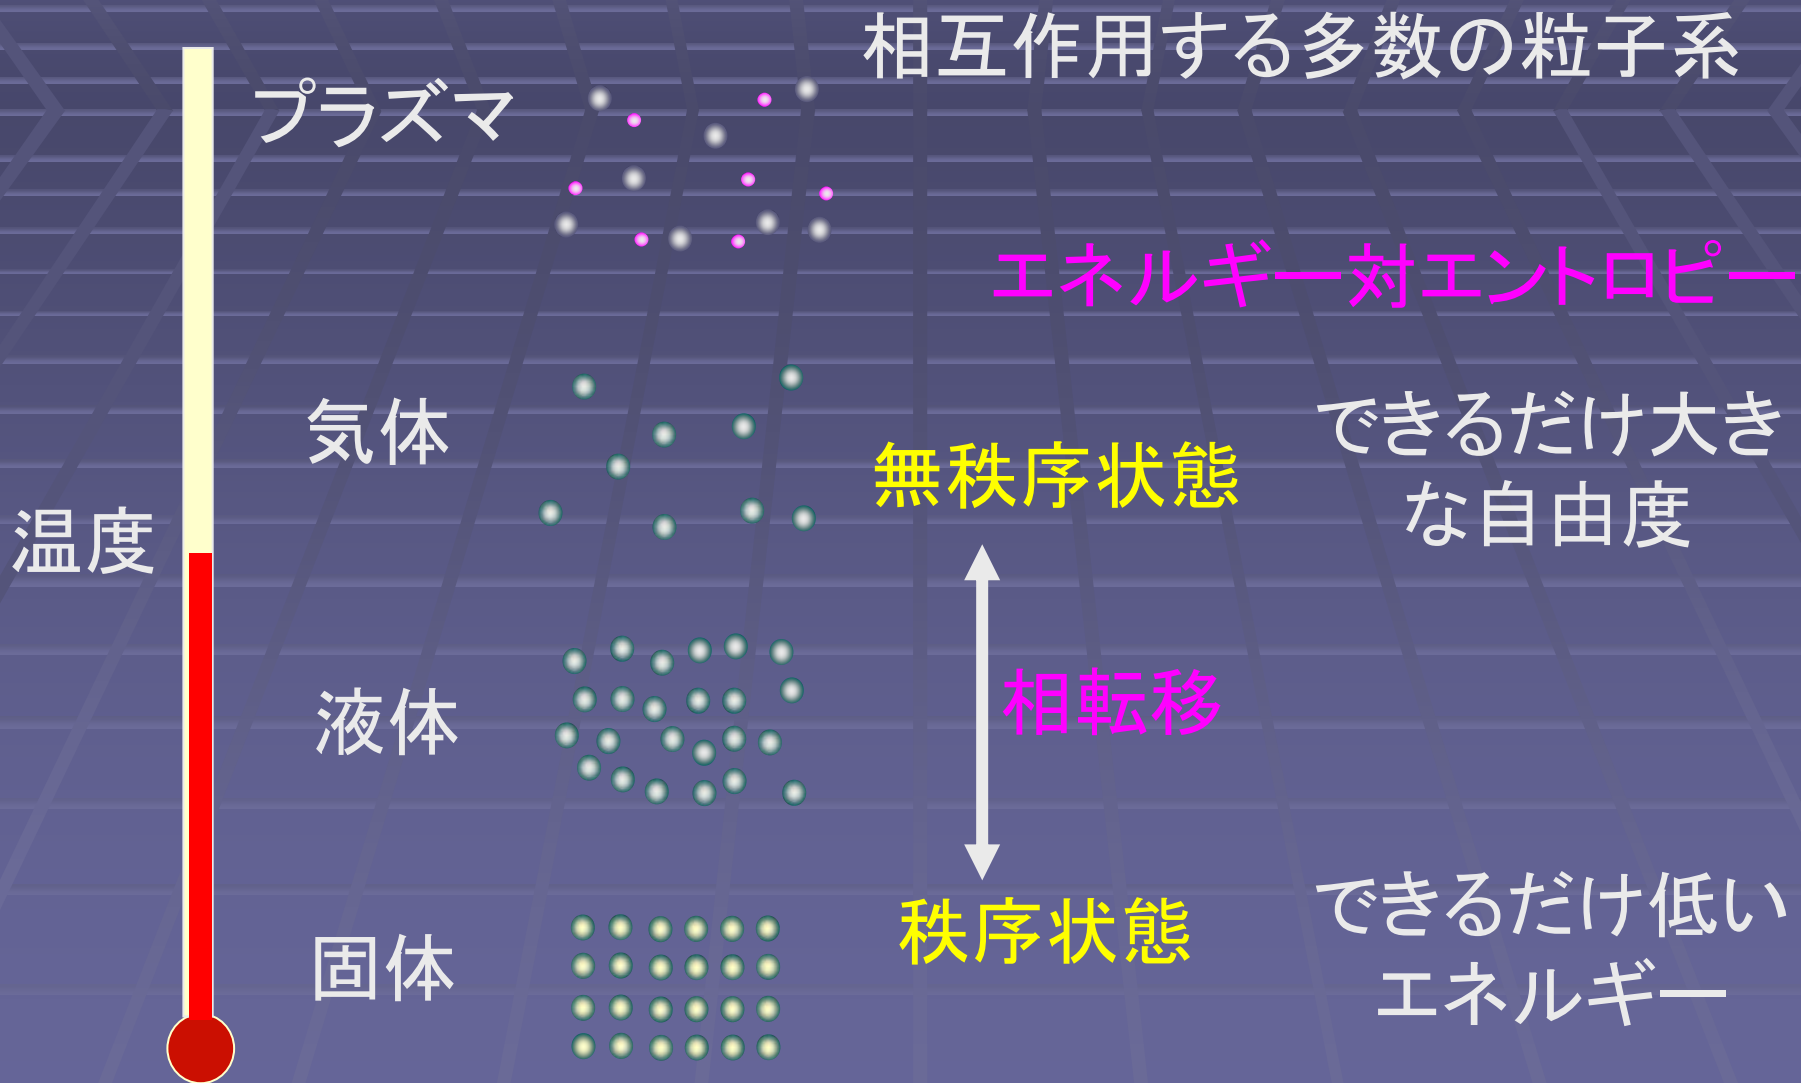 相互作用する多数の粒子系
プラズマ
エネルギー対エントロピー
気体
無秩序状態
できるだけ大き
な自由度
温度
液体
相転移
秩序状態
できるだけ低い
エネルギー
固体